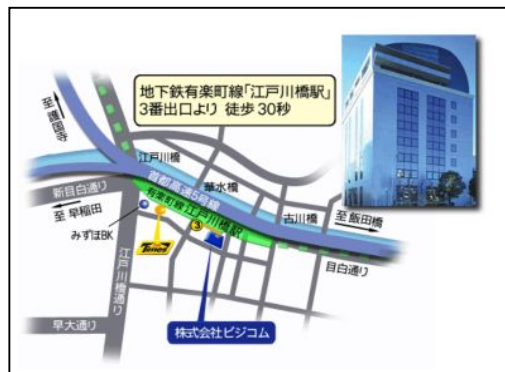 地下鉄有楽町線「江戸川橋駅」
3番出口より 徒歩30秒
至護国寺
江戸川橋
首都高速5号線
華水橋
新目白通り
有楽町線江戸川橋駅
古川橋
至飯田橋
至早稲田
みずほBK
③
目白通り
江戸川橋通り
株式会社ビジコム
早大通り